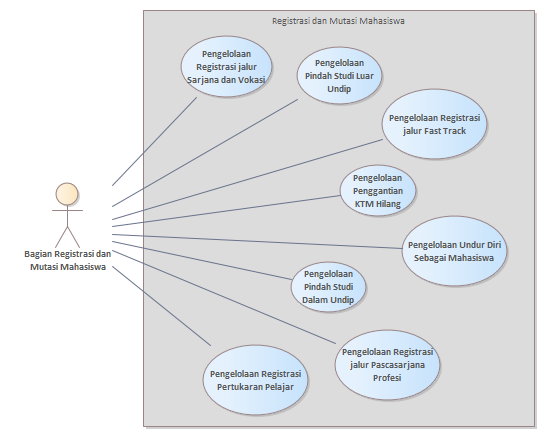 Registrasi dan Mutasi Mahasiswa
Pengelolaan
Registrasi jalur
Sarjana dan Vokasi
Pengelolaan
Pindah Studi Luar
Undip
Pengelolaan Registrasi
jalur Fast Track
Pengelolaan
Penggantian
KTM Hilang
Bagian Registrasi dan
Mutasi Mahasiswa
Pengelolaan Undur Diri
Sebagai Mahasiswa
Pengelolaan
Pindah Studi
Dalam Undip
Pengelolaan Registrasi
jalur Pascasarjana
Profesi
Pengelolaan Registrasi
Pertukaran Pelajar